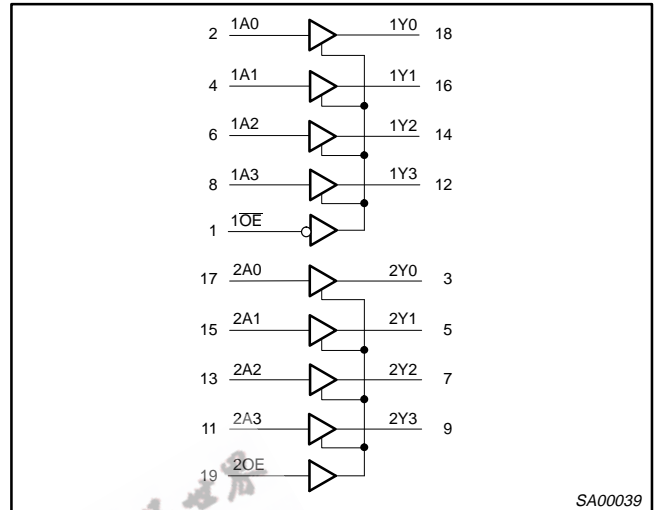 2 1A0 1Y0 18
4 1A1 1Y1 16
6 1A2 1Y2 14
8 1A3 1Y3 12
1 1O̅E̅
17 2A0 2Y0 3
15 2A1 2Y1 5
13 2A2 2Y2 7
11 2A3 2Y3 9
19 2OE
SA00039